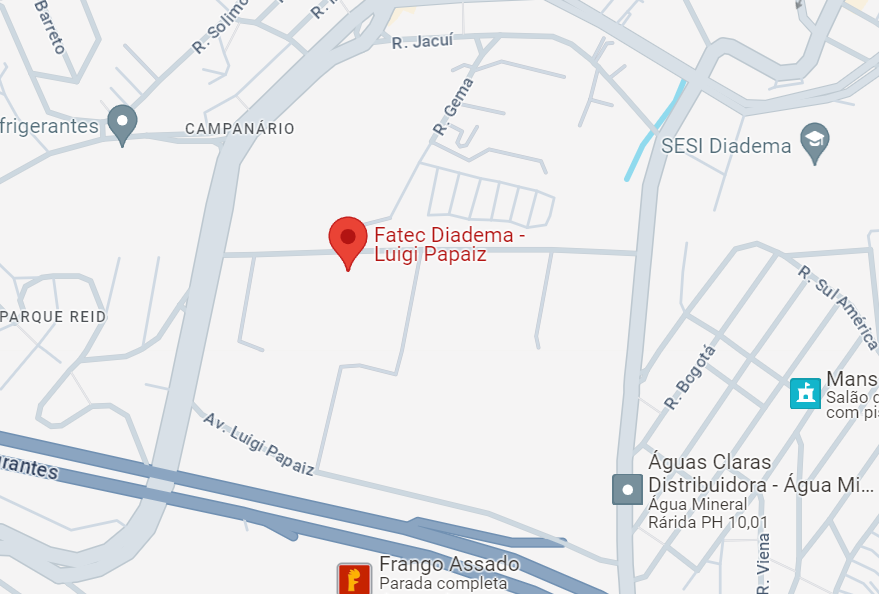 Barreto
R. Solimo
R. Jacuí
R. Gema
frigerantes
CAMPANÁRIO
SESI Diadema
Fatec Diadema -
Luigi Papaiz
R. Sul América
PARQUE REID
R. Bogotá
Mans
Salão d
com pis
Av. Luigi Papaiz
rantes
Águas Claras
Distribuidora - Água Mi...
Água Mineral
Rárida PH 10,01
R. Viena
Frango Assado
Parada completa